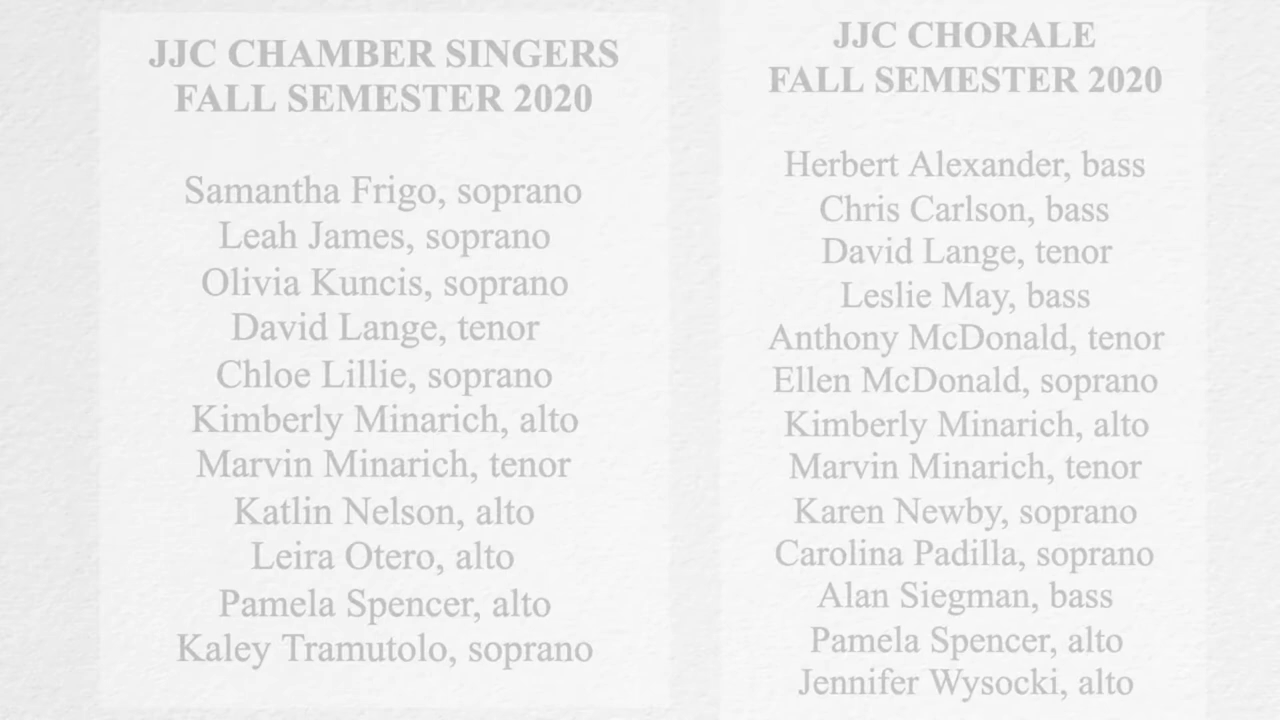 JJC CHAMBER SINGERS
FALL SEMESTER 2020
Samantha Frigo, soprano
Leah James, soprano
Olivia Kuncis, soprano
David Lange, tenor
Chloe Lillie, soprano
Kimberly Minarich, alto
Marvin Minarich, tenor
Katlin Nelson, alto
Leira Otero, alto
Pamela Spencer, alto
Kaley Tramutolo, soprano
JJC CHORALE
FALL SEMESTER 2020
Herbert Alexander, bass
Chris Carlson, bass
David Lange, tenor
Leslie May, bass
Anthony McDonald, tenor
Ellen McDonald, soprano
Kimberly Minarich, alto
Marvin Minarich, tenor
Karen Newby, soprano
Carolina Padilla, soprano
Alan Siegman, bass
Pamela Spencer, alto
Jennifer Wysocki, alto